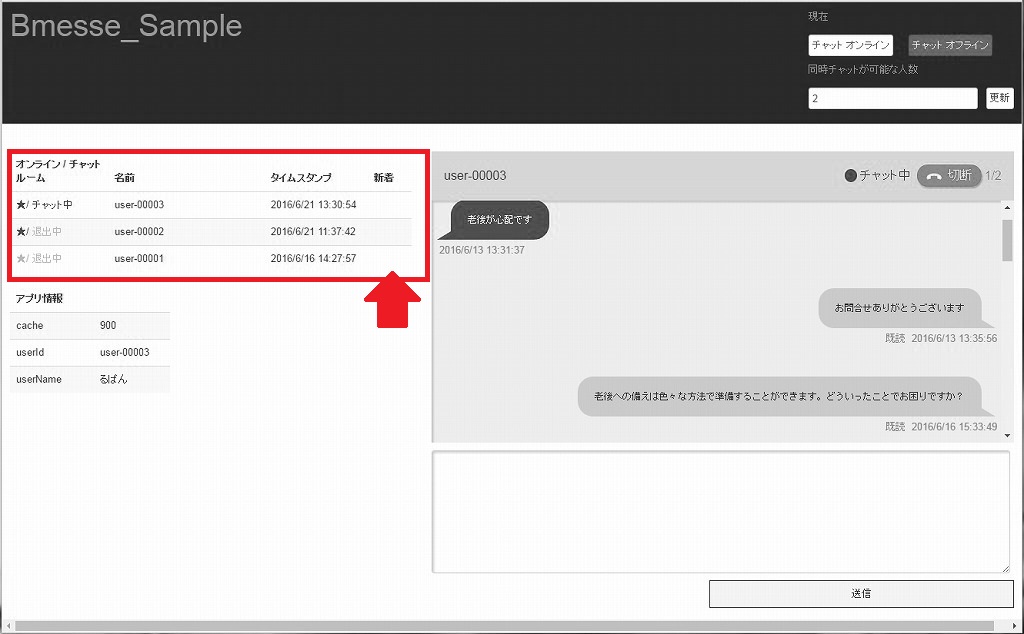 Bmesse_Sample
現在
チャット オンライン チャット オフライン
同時チャットが可能な人数
2 更新
オンライン / チャット
ルーム 名前 タイムスタンプ 新着
★/ チャット中 user-00003 2016/6/21 13:30:54
★/ 退出中 user-00002 2016/6/21 11:37:42
★/ 退出中 user-00001 2016/6/16 14:27:57
アプリ情報
cache 900
userId user-00003
userName るぱん
user-00003 チャット中 切断 1/2
老後が心配です
2016/6/13 13:31:37
お問合せありがとうございます
既読 2016/6/13 13:35:56
老後への備えは色々な方法で準備することができます。どういったことでお困りですか？
既読 2016/6/16 15:33:49
送信